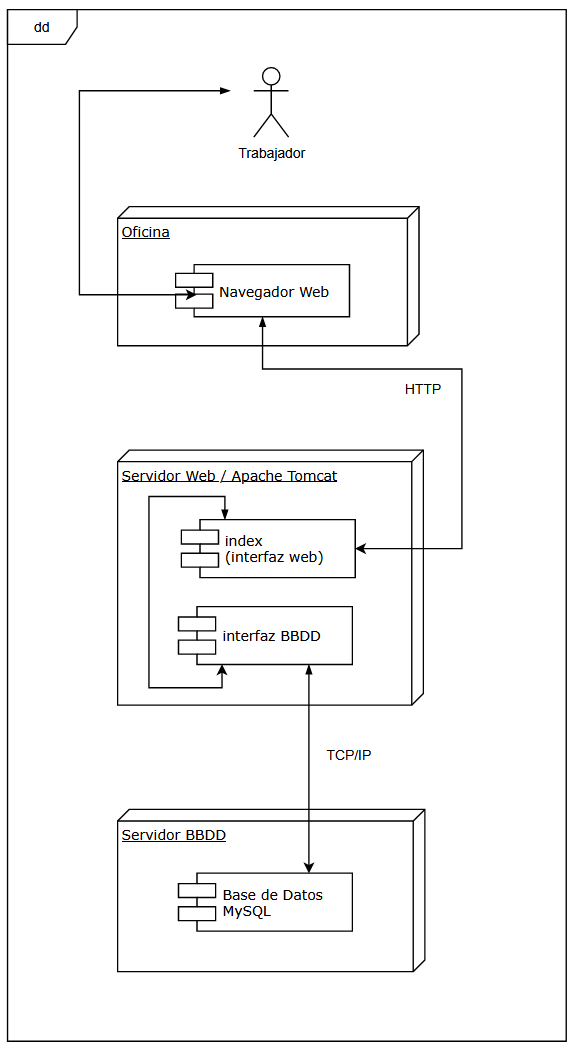 dd
Trabajador
Oficina
Navegador Web
HTTP
Servidor Web / Apache Tomcat
index
(interfaz web)
interfaz BBDD
TCP/IP
Servidor BBDD
Base de Datos
MySQL